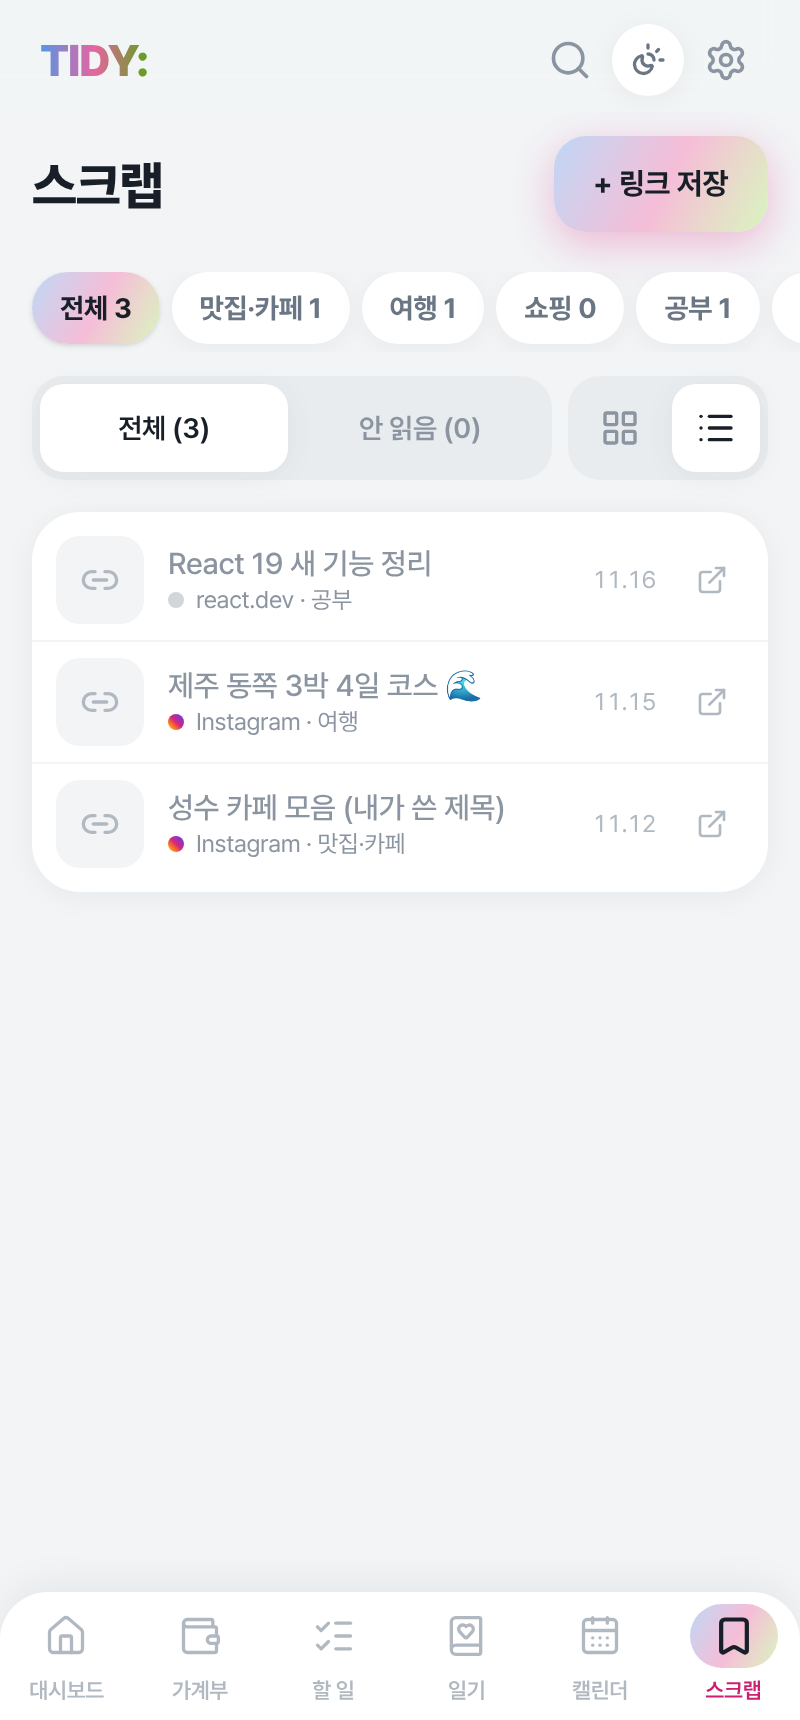 TIDY:
스크랩
+ 링크 저장
전체 3 맛집·카페 1 여행 1 쇼핑 0 공부 1
전체 (3) 안 읽음 (0)
React 19 새 기능 정리
react.dev · 공부
11.16
제주 동쪽 3박 4일 코스 🌊
Instagram · 여행
11.15
성수 카페 모음 (내가 쓴 제목)
Instagram · 맛집·카페
11.12
대시보드 가계부 할 일 일기 캘린더 스크랩